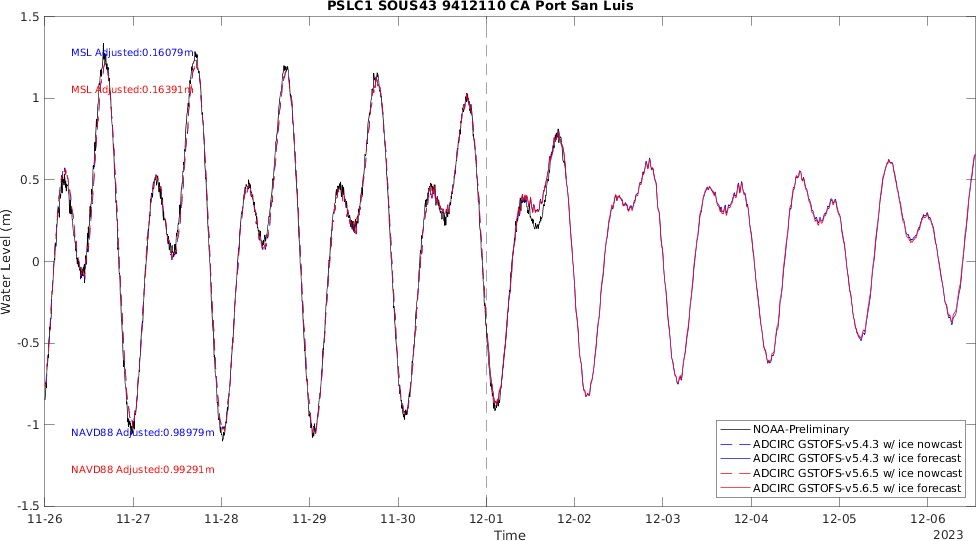 PSLC1 SOUS43 9412110 CA Port San Luis
1.5
MSL Adjusted:0.16079m
MSL Adjusted:0.16391m
1
0.5
0
-0.5
-1
-1.5
Water Level (m)
NAVD88 Adjusted:0.98979m
NAVD88 Adjusted:0.99291m
NOAA-Preliminary
ADCIRC GSTOFS-v5.4.3 w/ ice nowcast
ADCIRC GSTOFS-v5.4.3 w/ ice forecast
ADCIRC GSTOFS-v5.6.5 w/ ice nowcast
ADCIRC GSTOFS-v5.6.5 w/ ice forecast
11-26 11-27 11-28 11-29 11-30 12-01 12-02 12-03 12-04 12-05 12-06
Time
2023